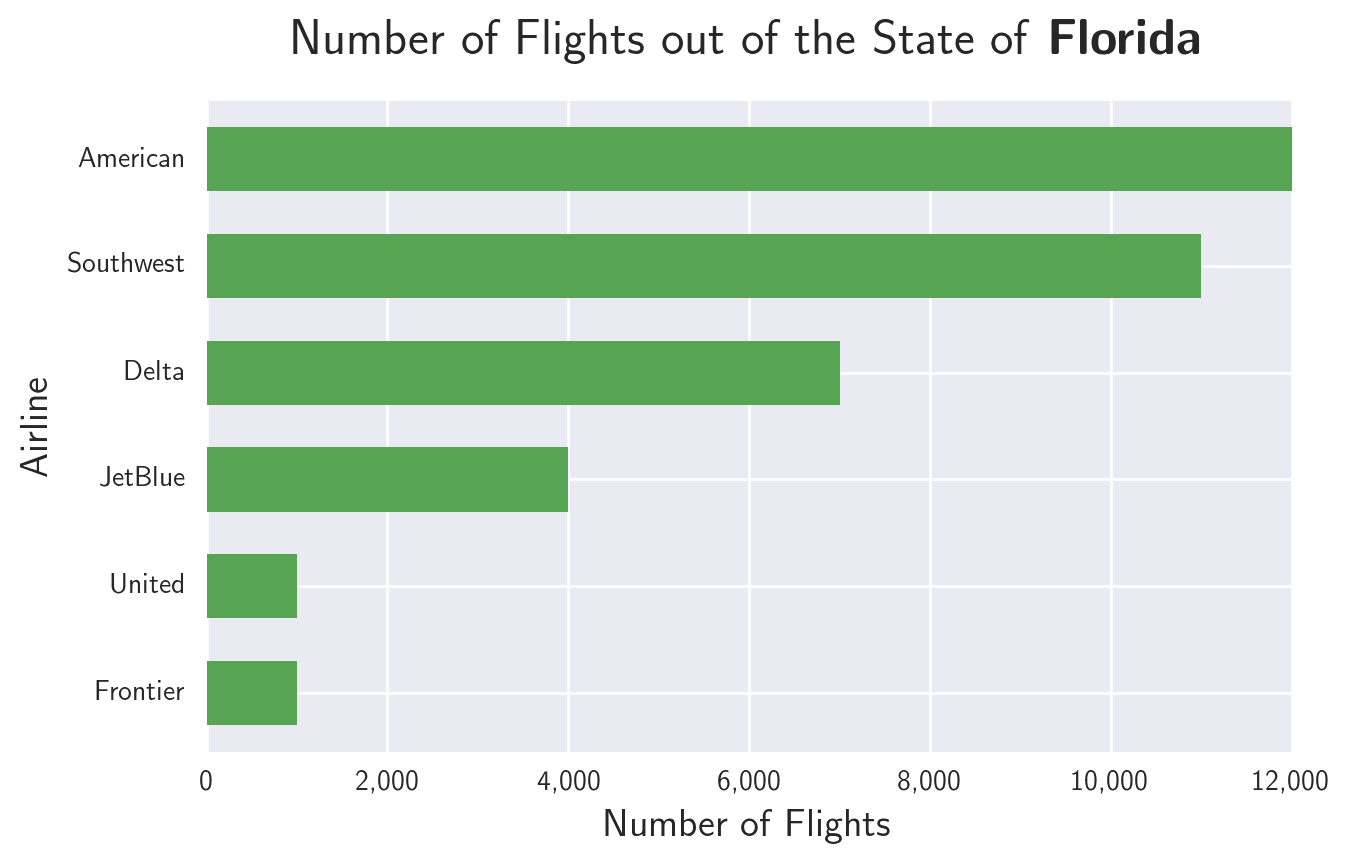 Number of Flights out of the State of Florida
American
Southwest
Delta
JetBlue
United
Frontier
Airline
0 2,000 4,000 6,000 8,000 10,000 12,000
Number of Flights